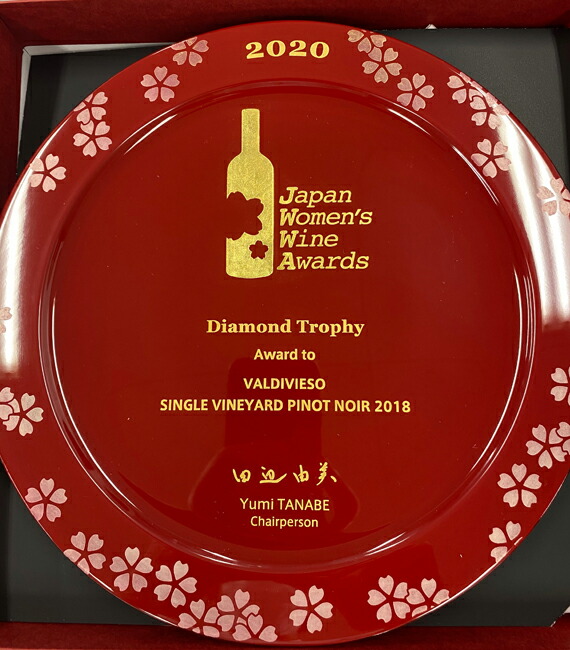 2020
Japan
Women's
Wine
Awards
Diamond Trophy
Award to
VALDIVIESO
SINGLE VINEYARD PINOT NOIR 2018
田辺由美
Yumi TANABE
Chairperson